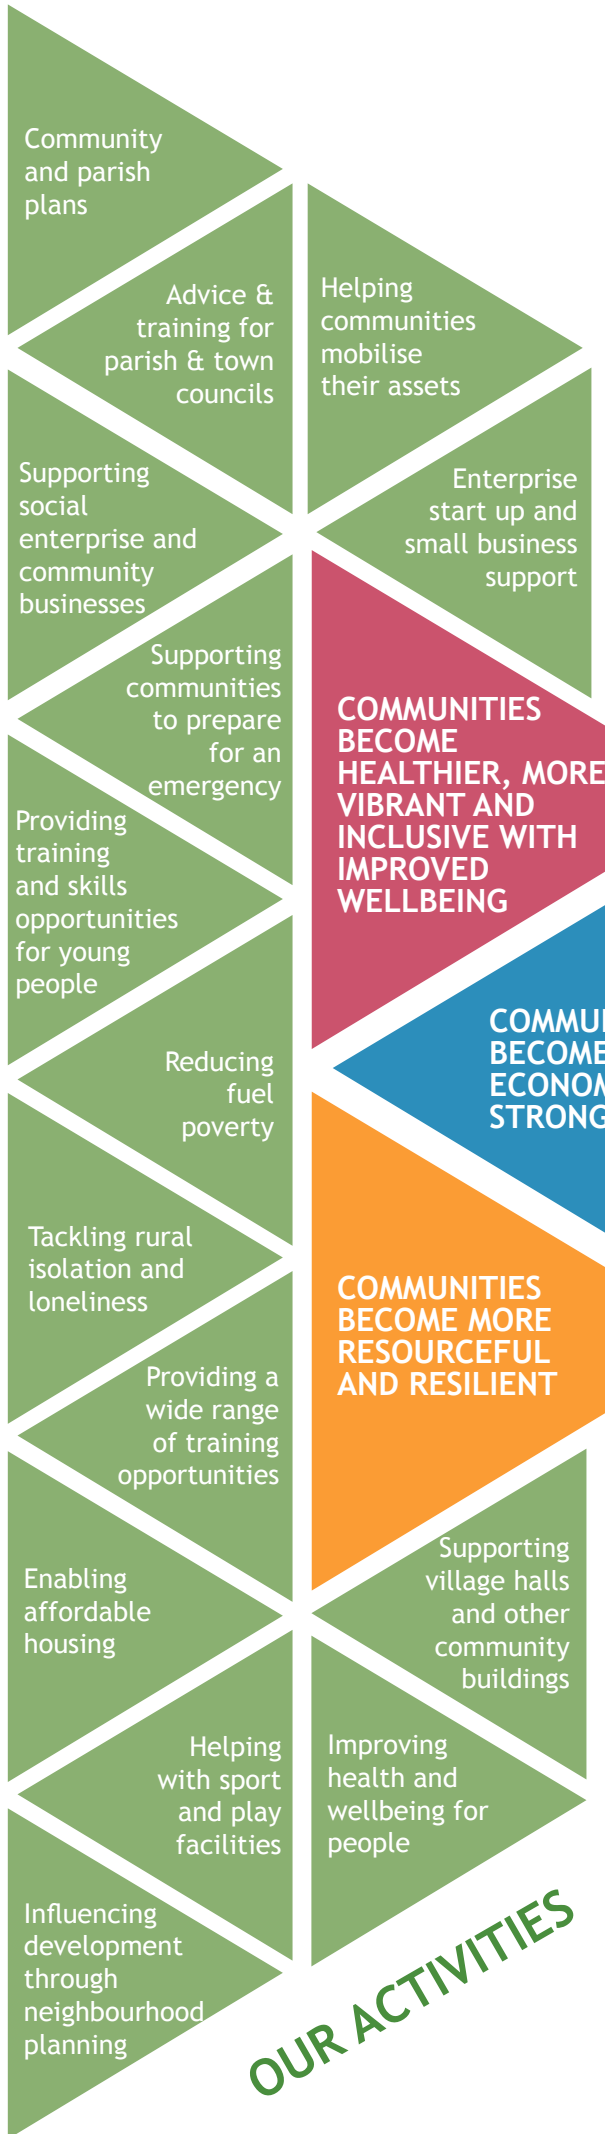 Community
and parish
plans
Advice &
training for
parish & town
councils
Helping
communities
mobilise
their assets
Supporting
social
enterprise and
community
businesses
Enterprise
start up and
small business
support
Supporting
communities
to prepare
for an
emergency
COMMUNITIES
BECOME
HEALTHIER, MORE
VIBRANT AND
INCLUSIVE WITH
IMPROVED
WELLBEING
Providing
training
and skills
opportunities
for young
people
BECOME
Reducing
fuel
poverty
Tackling rural
isolation and
loneliness
COMMUNITIES
BECOME MORE
RESOURCEFUL
AND RESILIENT
Providing a
wide range
of training
opportunities
Enabling
affordable
housing
Supporting
village halls
and other
community
buildings
Helping
with sport
and play
facilities
Improving
health and
wellbeing for
people
Influencing
development
through
neighbourhood
planning
OUR ACTIVITIES